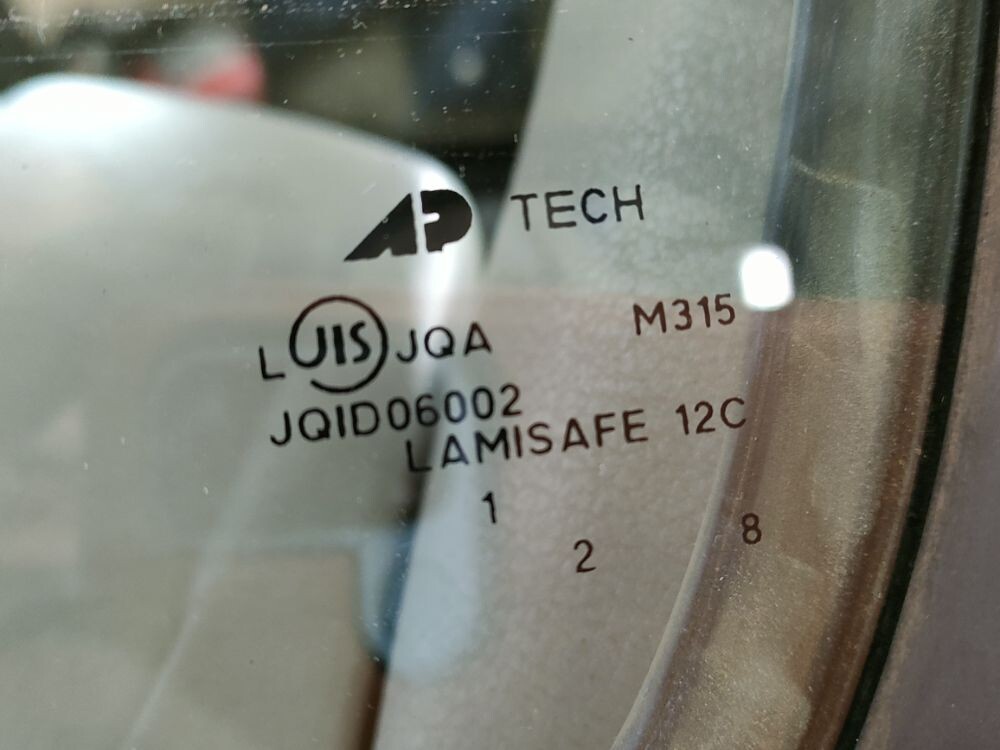 AP TECH
M315
L JIS JQA
JQID06002
LAMISAFE 12C
1
2
8